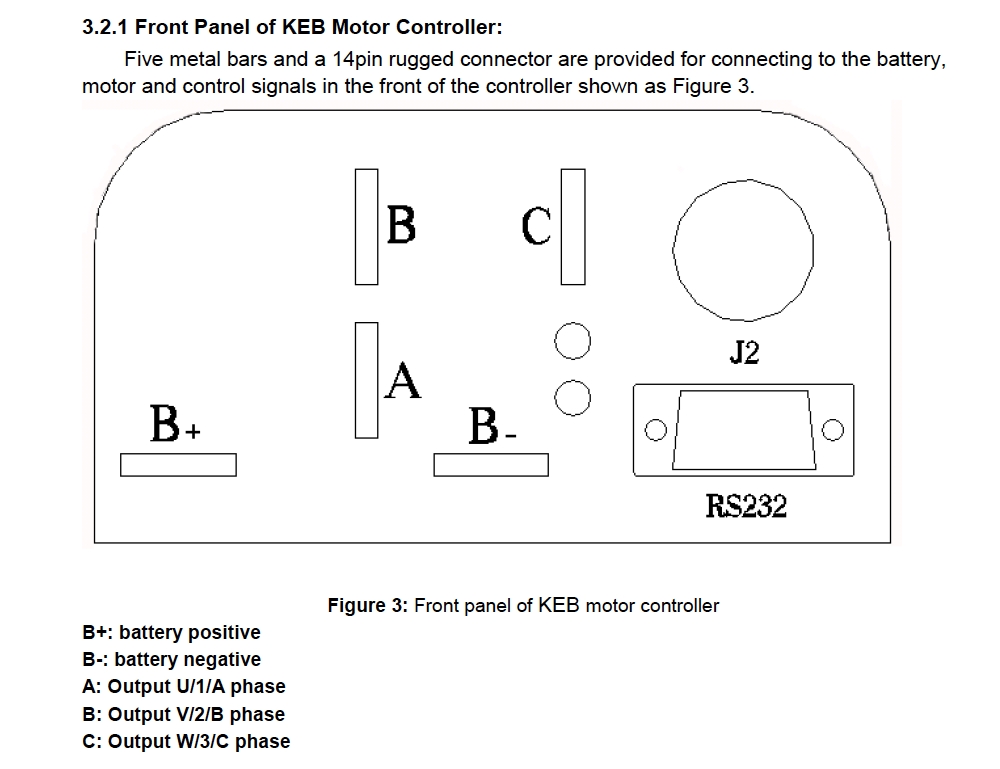 3.2.1 Front Panel of KEB Motor Controller:
Five metal bars and a 14pin rugged connector are provided for connecting to the battery,
motor and control signals in the front of the controller shown as Figure 3.
B
C
J2
A
B+
B-
RS232
Figure 3: Front panel of KEB motor controller
B+: battery positive
B-: battery negative
A: Output U/1/A phase
B: Output V/2/B phase
C: Output W/3/C phase